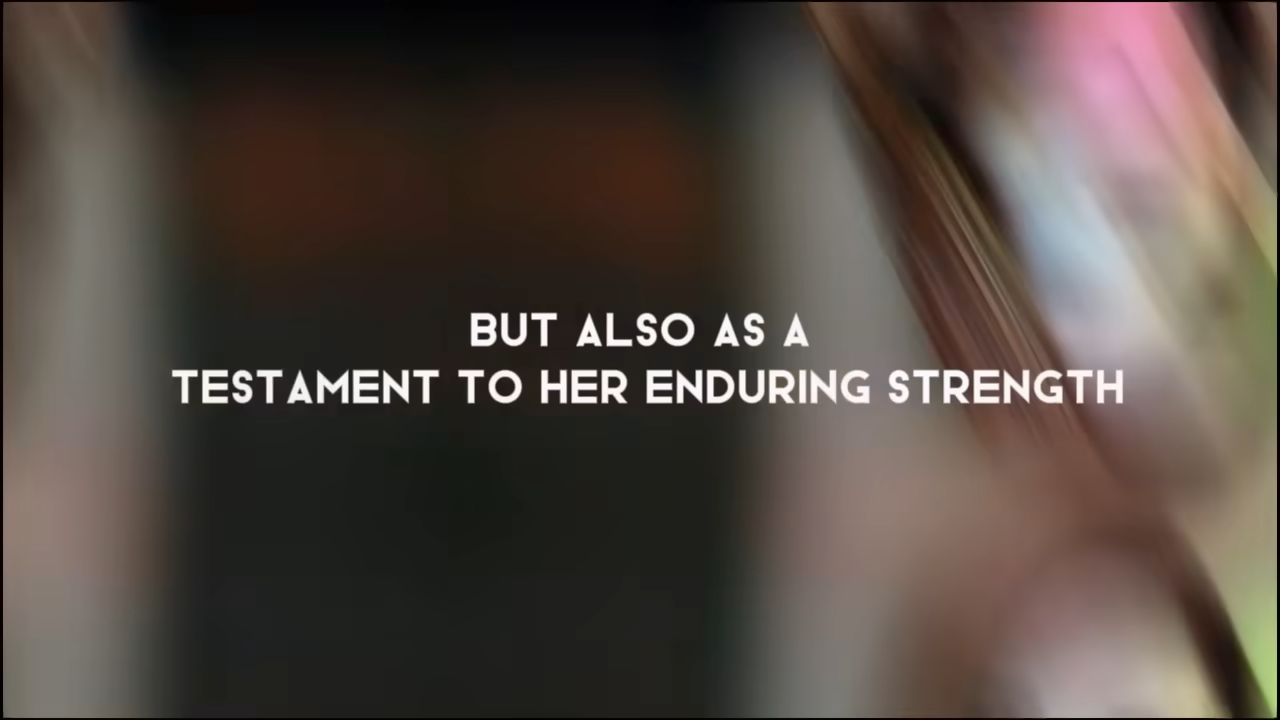 BUT ALSO AS A
TESTAMENT TO HER ENDURING STRENGTH